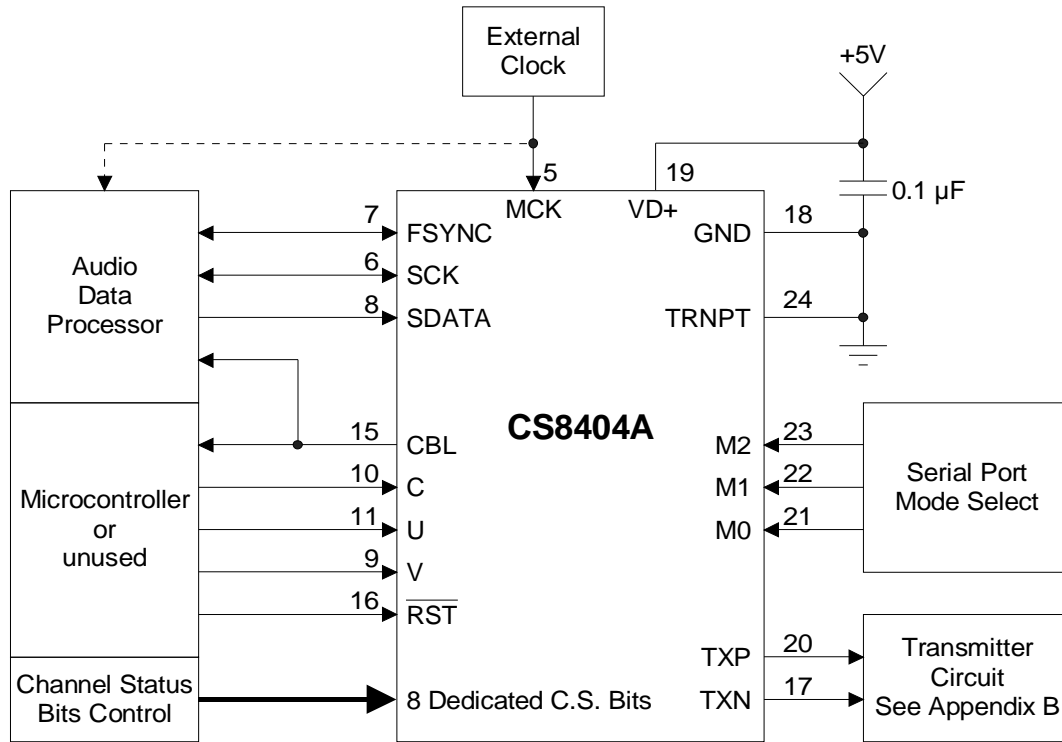 External
Clock
+5V
5
19
MCK
VD+
0.1 µF
7
FSYNC
GND
18
Audio
Data
Processor
6
SCK
8
SDATA
TRNPT
24
CS8404A
15
CBL
M2
23
Serial Port
Mode Select
10
C
M1
22
Microcontroller
or
unused
11
U
M0
21
9
V
16
RST
TXP
20
Transmitter
Circuit
See Appendix B
Channel Status
Bits Control
8 Dedicated C.S. Bits
TXN
17